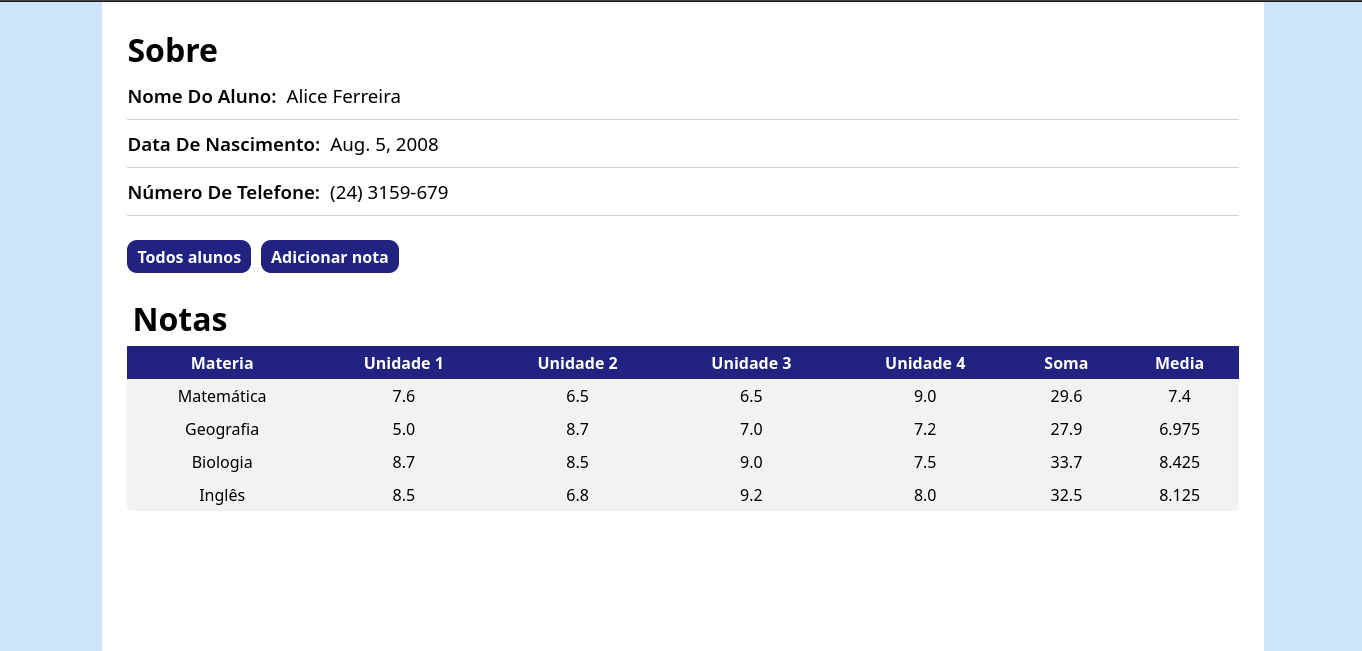 Sobre
Nome Do Aluno: Alice Ferreira
Data De Nascimento: Aug. 5, 2008
Número De Telefone: (24) 3159-679
Todos alunos Adicionar nota
Notas
Materia Unidade 1 Unidade 2 Unidade 3 Unidade 4 Soma Media
Matemática 7.6 6.5 6.5 9.0 29.6 7.4
Geografia 5.0 8.7 7.0 7.2 27.9 6.975
Biologia 8.7 8.5 9.0 7.5 33.7 8.425
Inglês 8.5 6.8 9.2 8.0 32.5 8.125